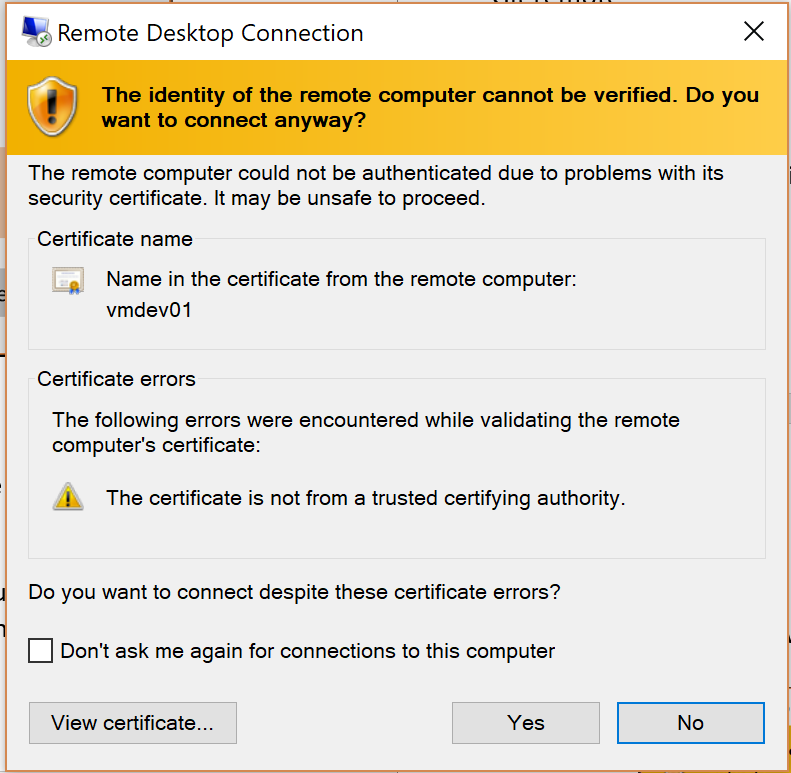 Remote Desktop Connection
The identity of the remote computer cannot be verified. Do you
want to connect anyway?
The remote computer could not be authenticated due to problems with its
security certificate. It may be unsafe to proceed.
Certificate name
Name in the certificate from the remote computer:
vmdev01
Certificate errors
The following errors were encountered while validating the remote
computer's certificate:
The certificate is not from a trusted certifying authority.
Do you want to connect despite these certificate errors?
Don't ask me again for connections to this computer
View certificate...
Yes
No